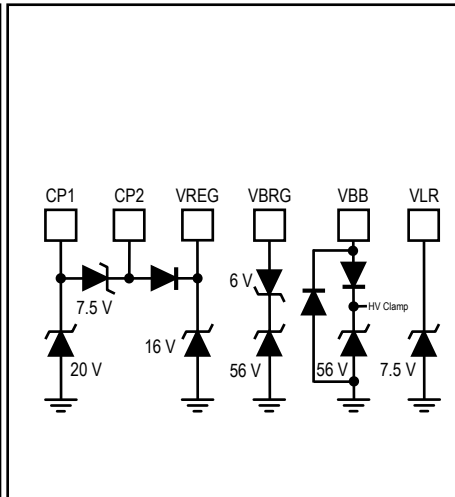 CP1 CP2 VREG VBRG VBB VLR
6 V
7.5 V
HV Clamp
20 V 16 V 56 V 56 V 7.5 V